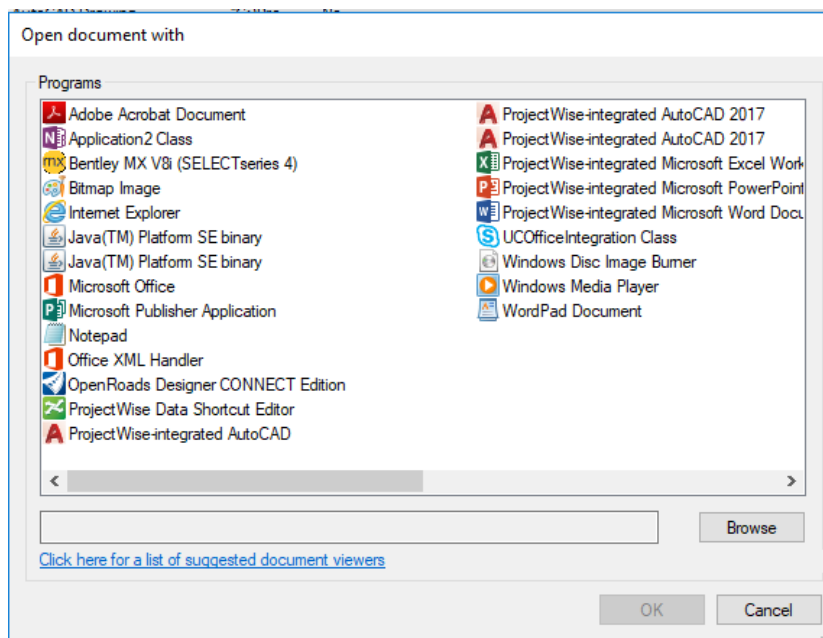 Open document with
Programs
Adobe Acrobat Document
Application2 Class
Bentley MX V8i (SELECTseries 4)
Bitmap Image
Internet Explorer
Java(TM) Platform SE binary
Java(TM) Platform SE binary
Microsoft Office
Microsoft Publisher Application
Notepad
Office XML Handler
OpenRoads Designer CONNECT Edition
ProjectWise Data Shortcut Editor
ProjectWise-integrated AutoCAD
ProjectWise-integrated AutoCAD 2017
ProjectWise-integrated AutoCAD 2017
ProjectWise-integrated Microsoft Excel Work
ProjectWise-integrated Microsoft PowerPoint
ProjectWise-integrated Microsoft Word Docu
UCOfficeIntegration Class
Windows Disc Image Burner
Windows Media Player
WordPad Document
Browse
Click here for a list of suggested document viewers
OK
Cancel